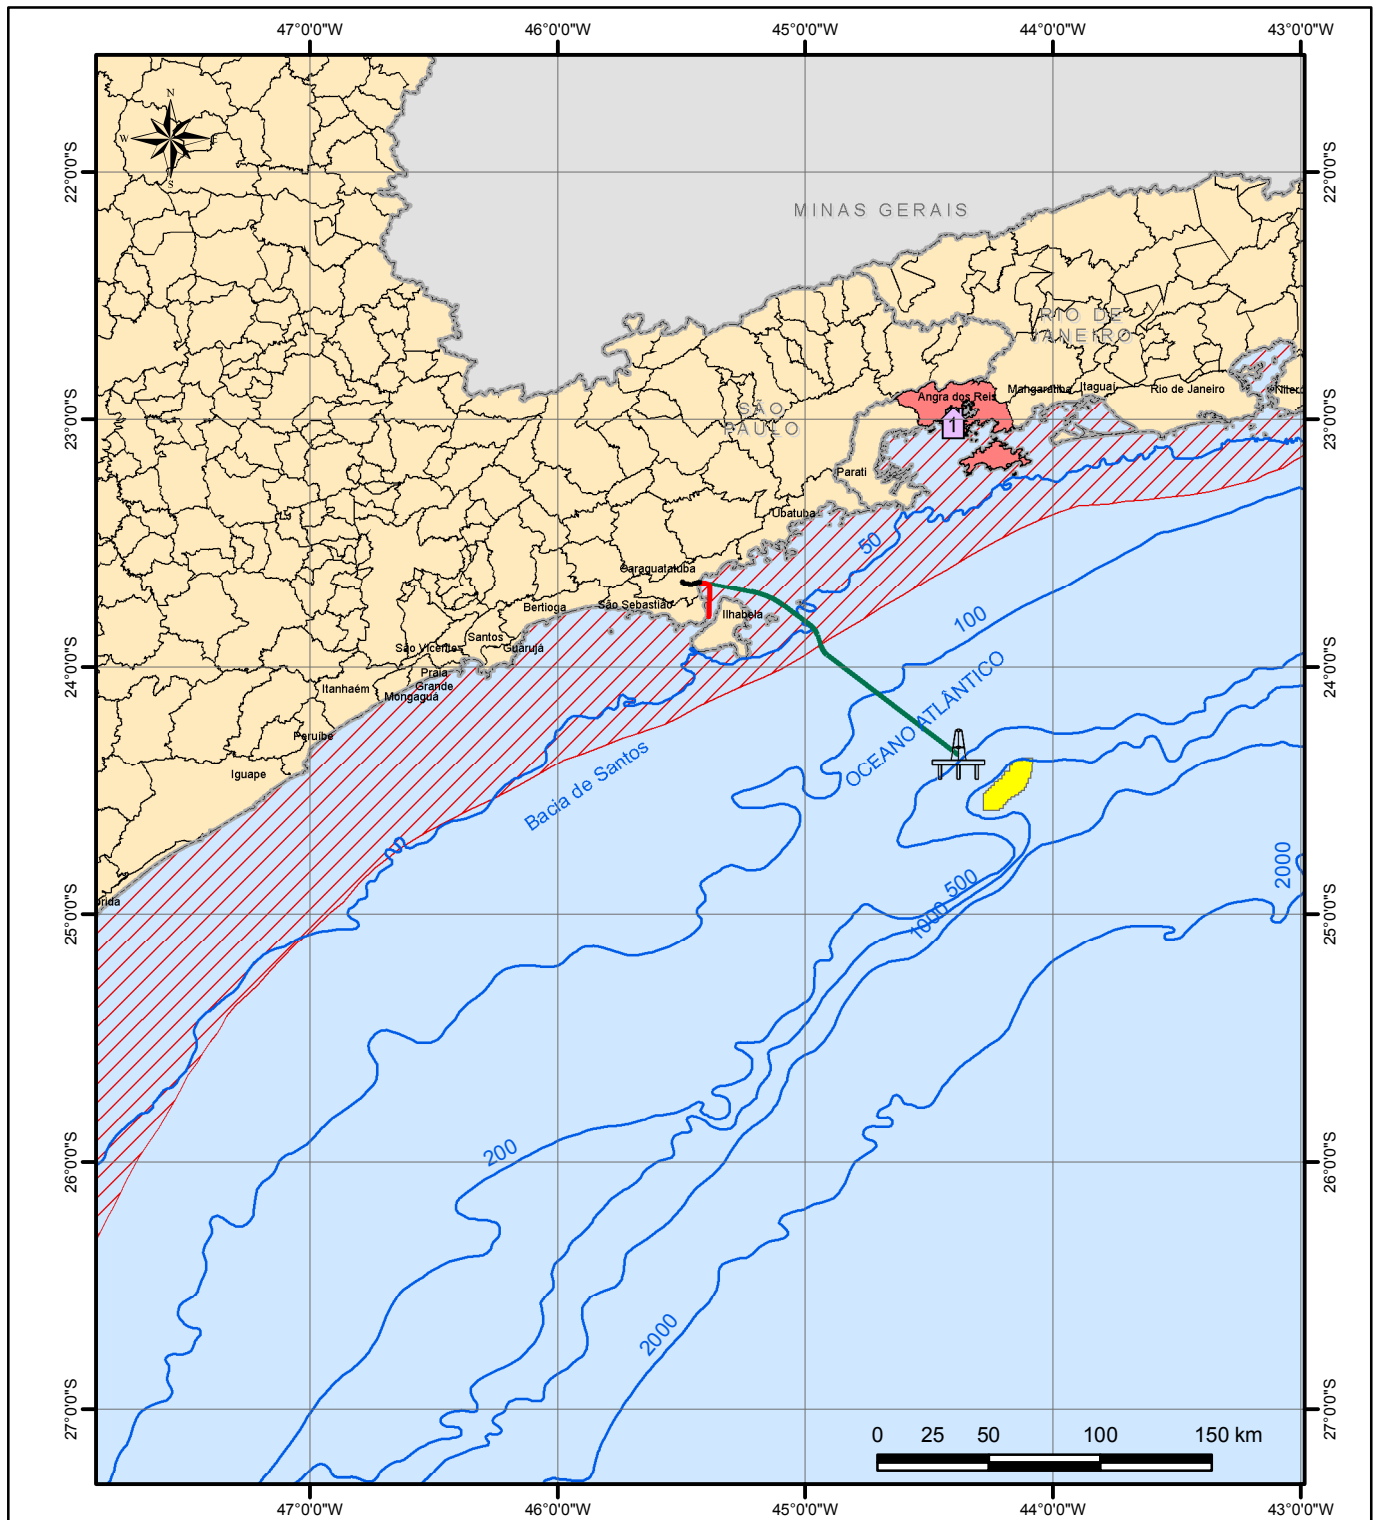 47°0'0"W
46°0'0"W
45°0'0"W
44°0'0"W
43°0'0"W
N
W
E
S
22°0'0"S
22°0'0"S
MINAS GERAIS
RIO DE
JANEIRO
Mangaratiba
Itaguaí
Rio de Janeiro
Niteró
Angra dos Reis
SÃO
PAULO
23°0'0"S
1
23°0'0"S
Parati
Ubatuba
50
Caraguatatuba
Bertioga
São Sebastião
Ilhabela
100
Santos
São Vicente
Guarujá
24°0'0"S
24°0'0"S
Praia
Grande
Itanhaém
Mongaguá
OCEANO ATLÂNTICO
Peruíbe
Iguape
Bacia de Santos
2000
500
orida
1000
25°0'0"S
25°0'0"S
200
26°0'0"S
26°0'0"S
2000
27°0'0"S
27°0'0"S
0 25 50 100 150 km
47°0'0"W
46°0'0"W
45°0'0"W
44°0'0"W
43°0'0"W